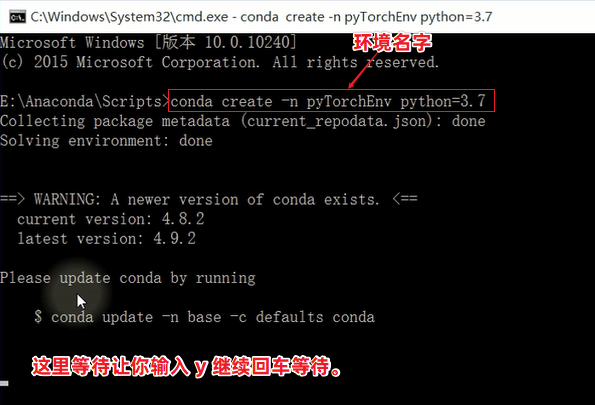 C:\Windows\System32\cmd.exe - conda  create -n pyTorchEnv python=3.7
Microsoft Windows [版本 10.0.10240]
环境名字
(c) 2015 Microsoft Corporation. All rights reserved.
E:\Anaconda\Scripts>conda create -n pyTorchEnv python=3.7
Collecting package metadata (current_repodata.json): done
Solving environment: done
==> WARNING: A newer version of conda exists. <==
current version: 4.8.2
latest version: 4.9.2
Please update conda by running
$ conda update -n base -c defaults conda
这里等待让你输入 y 继续回车等待。